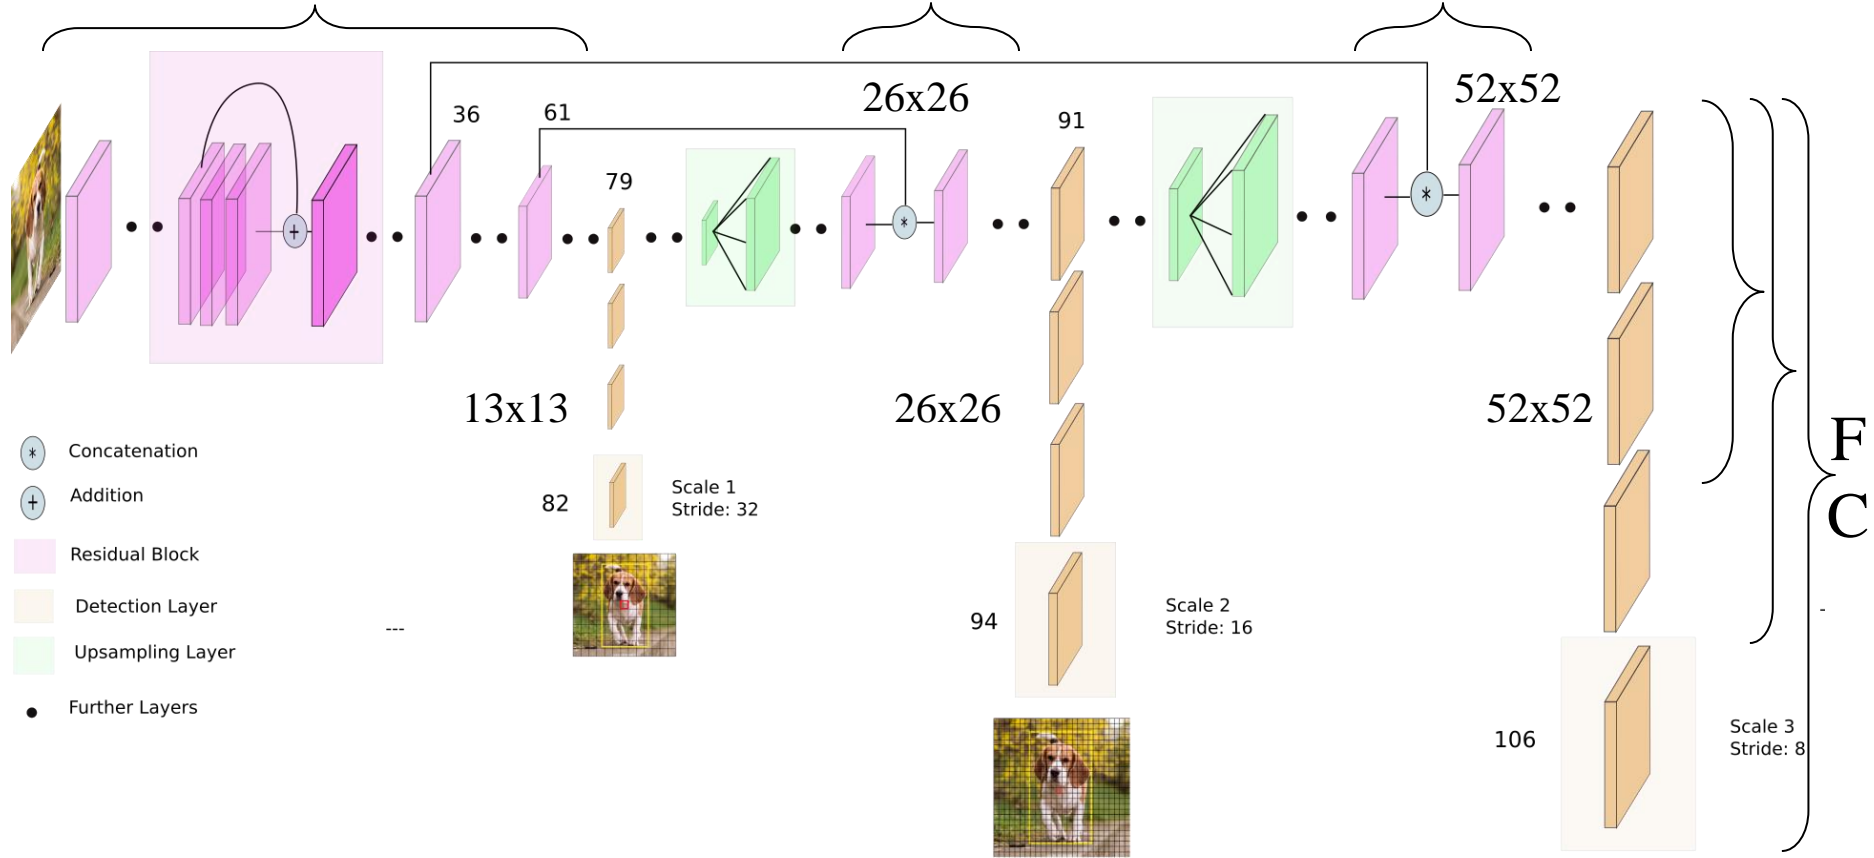 52x52
26x26
36
61
91
79
*
*
+
13x13
26x26
52x52
F
C
* Concatenation
+ Addition
Residual Block
Detection Layer
Upsampling Layer
Further Layers
---
82
Scale 1
Stride: 32
94
Scale 2
Stride: 16
-
106
Scale 3
Stride: 8